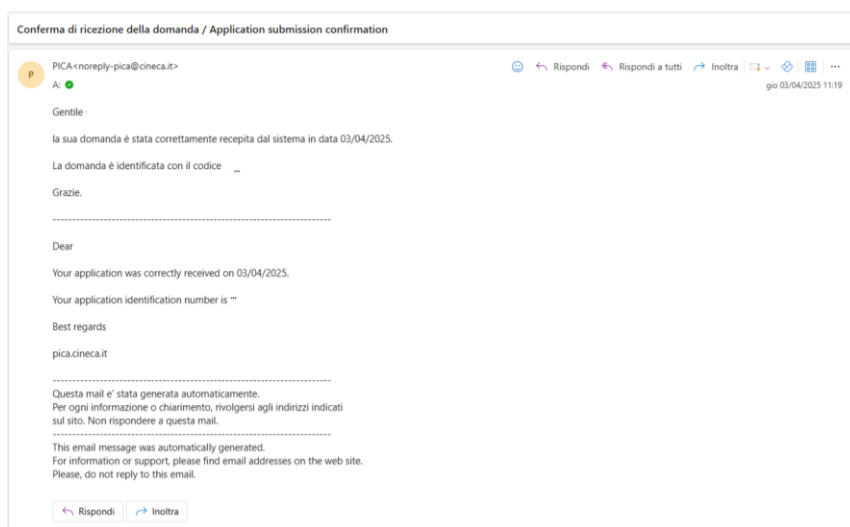 Conferma di ricezione della domanda / Application submission confirmation
P
PICA<noreply-pica@cineca.it>
Rispondi Rispondi a tutti Inoltra
A:
gio 03/04/2025 11:19
Gentile
la sua domanda è stata correttamente recepita dal sistema in data 03/04/2025.
La domanda è identificata con il codice
Grazie.
----------------------------------------------------------------------
Dear
Your application was correctly received on 03/04/2025.
Your application identification number is
Best regards
pica.cineca.it
----------------------------------------------------------------------
Questa mail e' stata generata automaticamente.
Per ogni informazione o chiarimento, rivolgersi agli indirizzi indicati
sul sito. Non rispondere a questa mail.
----------------------------------------------------------------------
This email message was automatically generated.
For information or support, please find email addresses on the web site.
Please, do not reply to this email.
Rispondi Inoltra